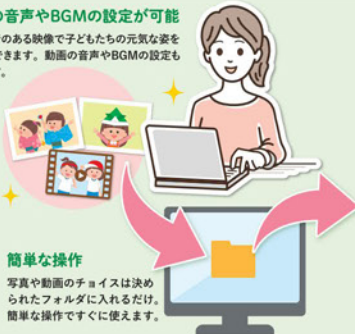 の音声やBGMの設定が可能
のある映像で子どもたちの元気な姿を
できます。動画の音声やBGMの設定も
す。
簡単な操作
写真や動画のチョイスは決め
られたフォルダに入れるだけ。
簡単な操作ですぐに使えます。